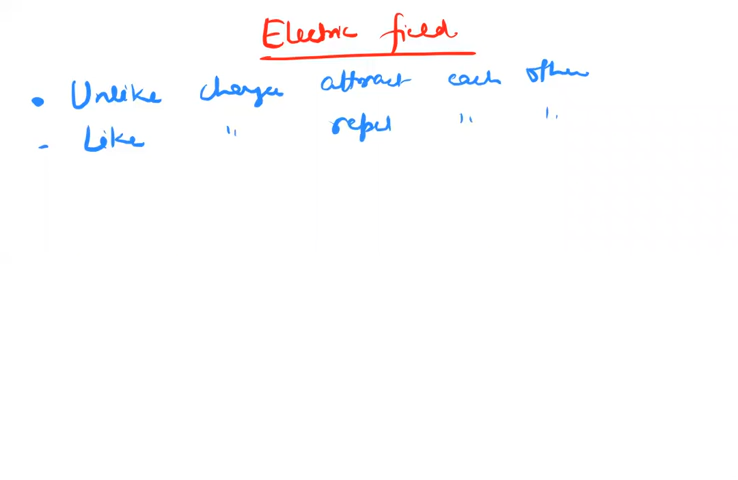 Electric field
• Unlike charges attract each other
- Like " repel " "